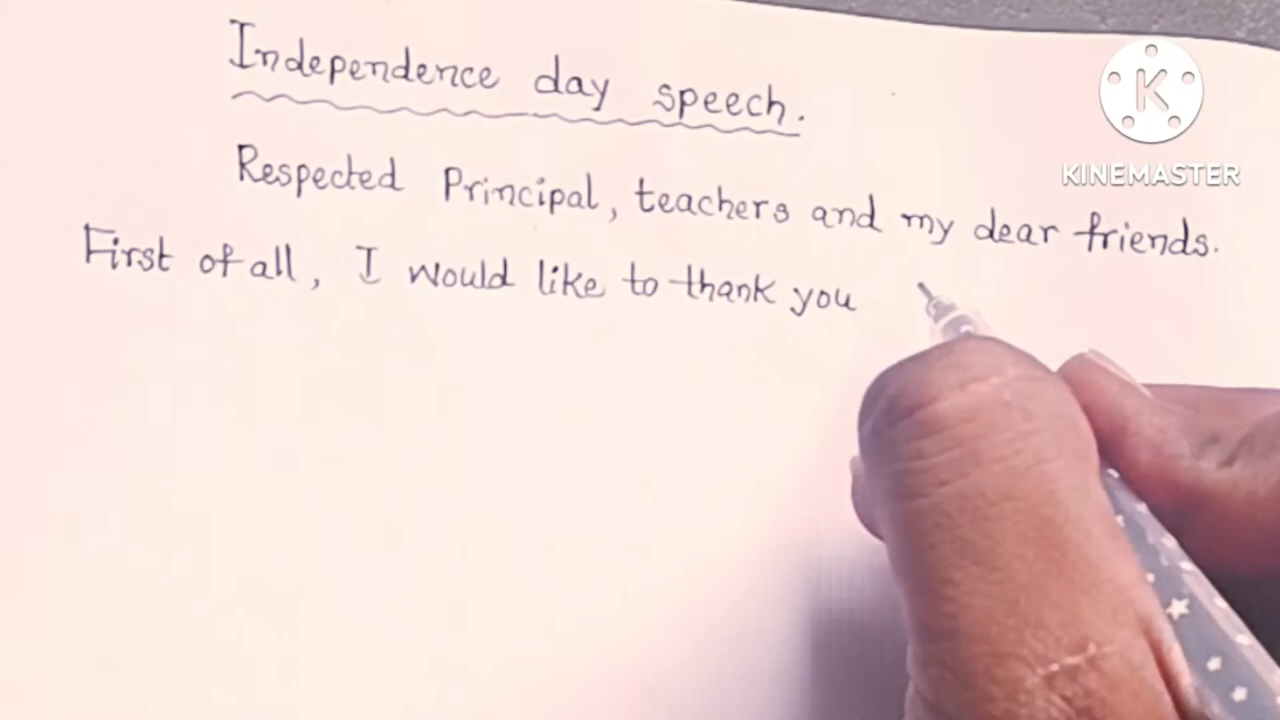 Independence day speech.
Respected Principal, teachers and my dear friends.
First of all, I would like to thank you
K
KINEMASTER